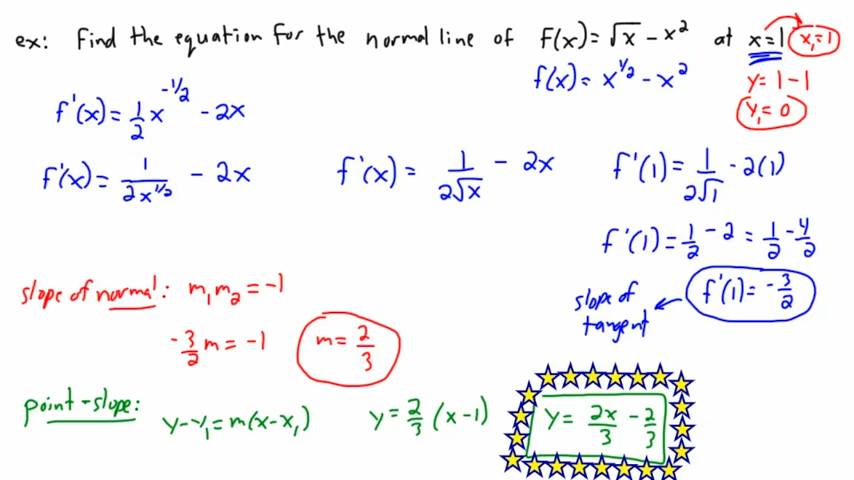 ex: Find the equation for the normal line of f(x) = √x - x² at x=1 x₁=1
f(x) = x^(1/2) - x²
y = 1 - 1
y₁ = 0
f'(x) = 1/2 x^(-1/2) - 2x
f'(x) = 1/(2x^(1/2)) - 2x
f'(x) = 1/(2√x) - 2x
f'(1) = 1/(2√1) - 2(1)
f'(1) = 1/2 - 2 = 1/2 - 4/2
f'(1) = -3/2
slope of tangent
slope of normal: m₁m₂ = -1
-3/2 m = -1
m = 2/3
point-slope: y - y₁ = m(x - x₁)
y = 2/3 (x - 1)
y = 2x/3 - 2/3